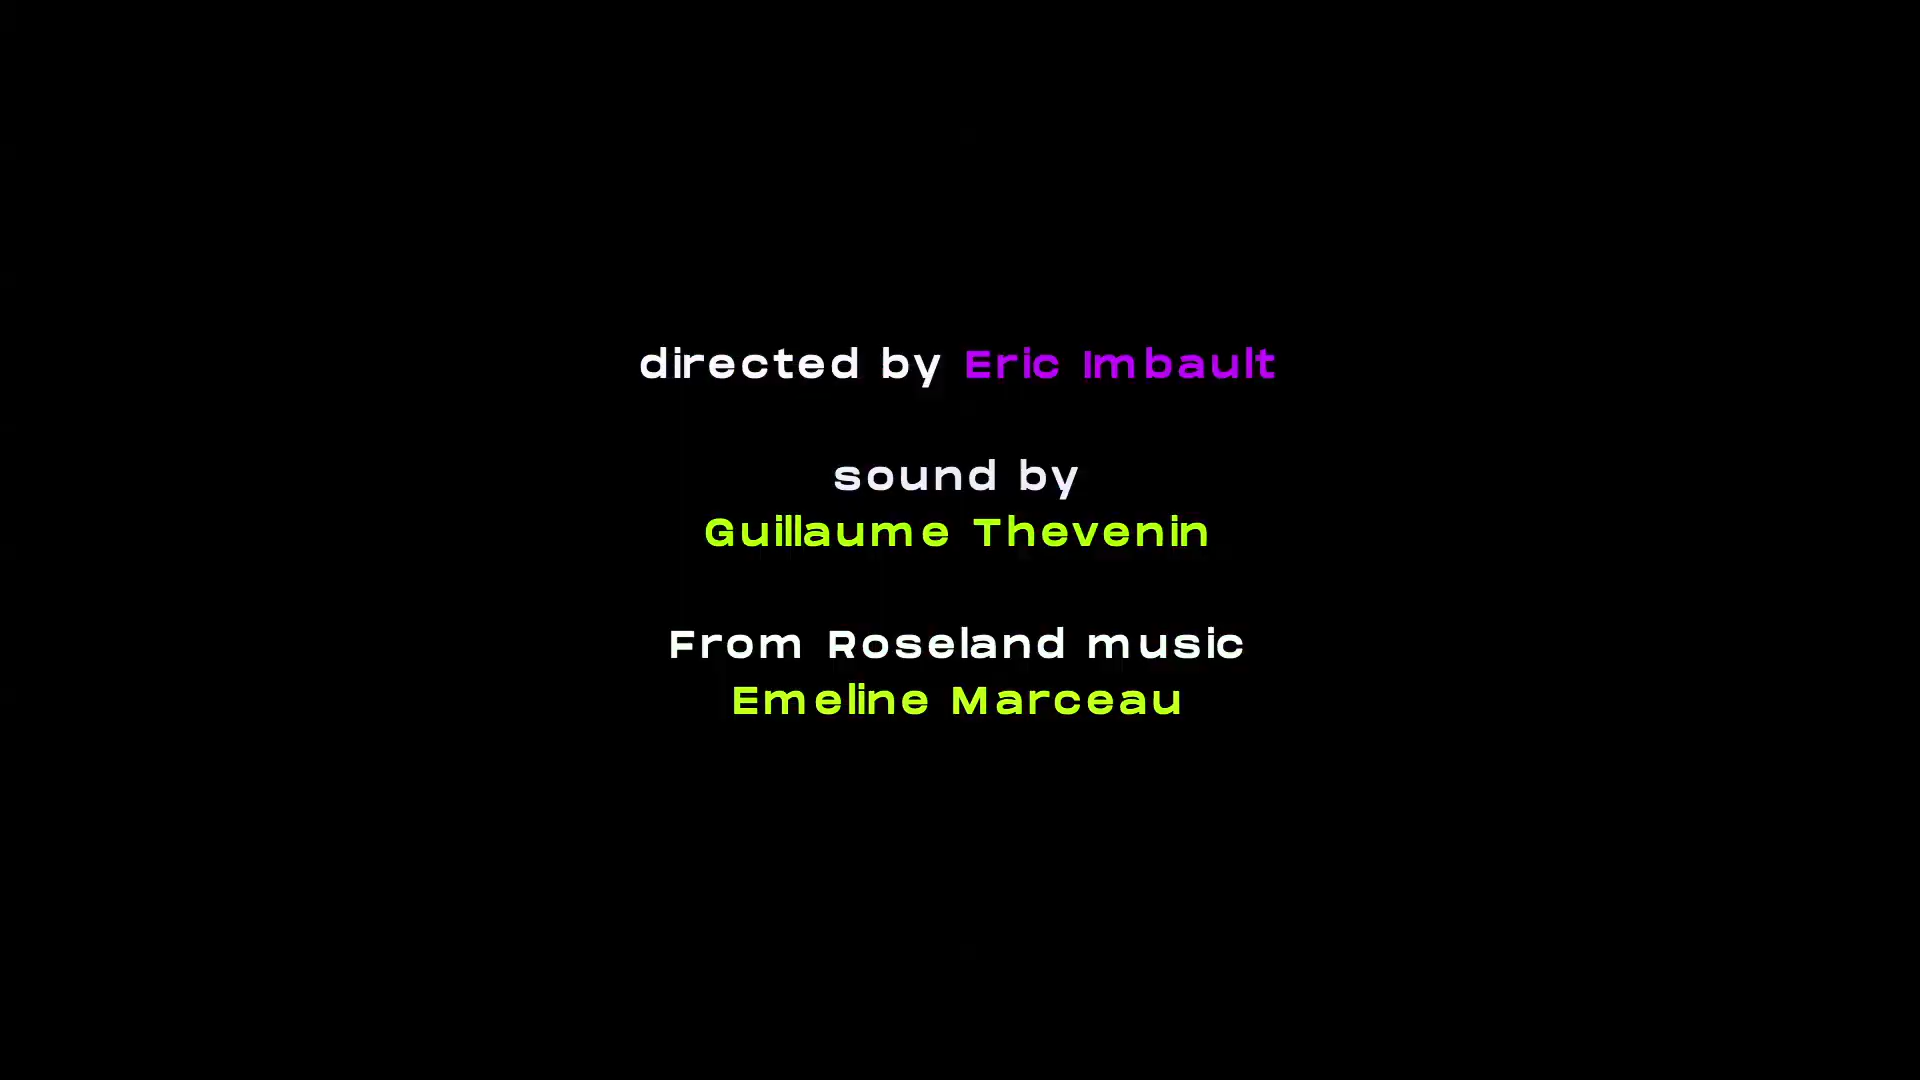 directed by Eric Imbault
sound by
Guillaume Thevenin
From Roseland music
Emeline Marceau